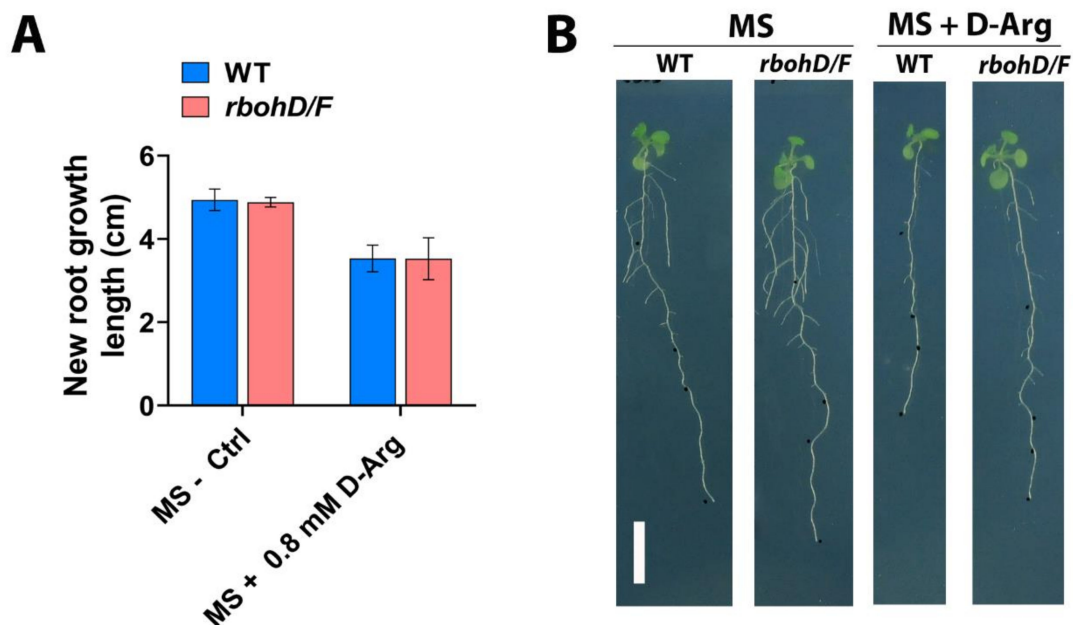 A
WT
rbohD/F
New root growth
length (cm)
6
4
2
0
MS - Ctrl
MS + 0.8 mM D-Arg
B
MS
MS + D-Arg
WT
rbohD/F
WT
rbohD/F